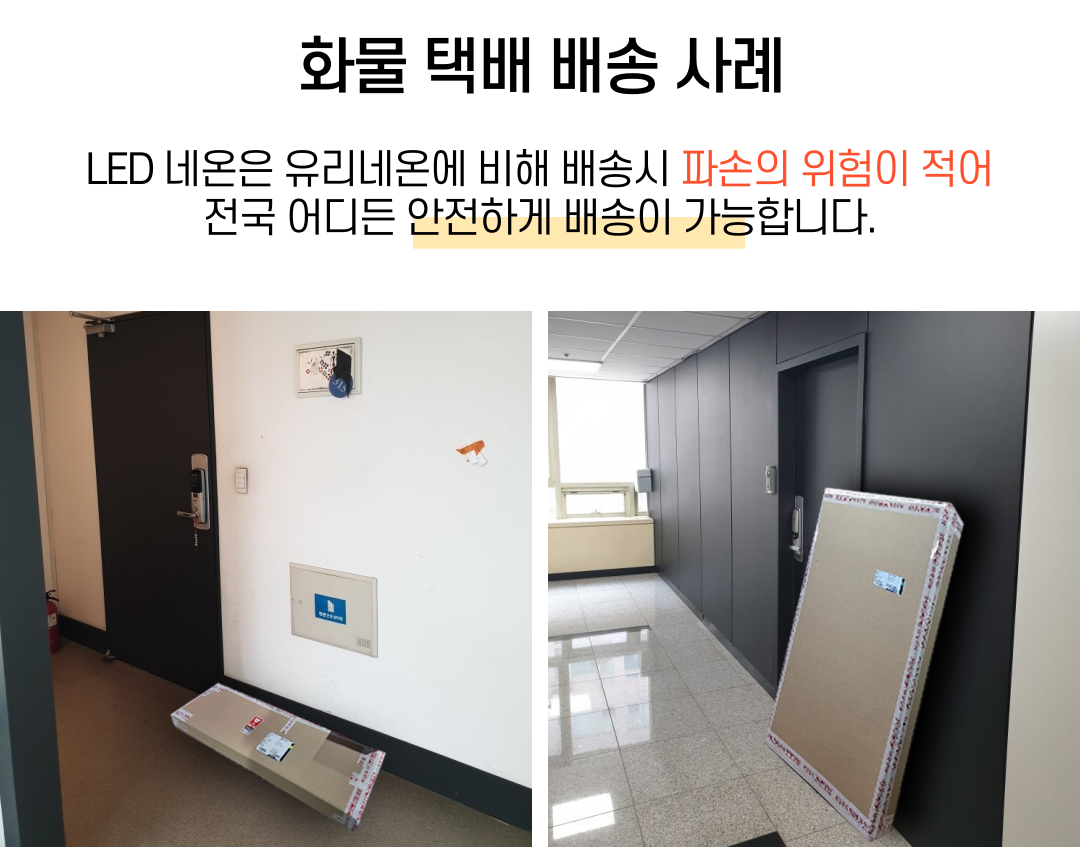 화물 택배 배송 사례
LED 네온은 유리네온에 비해 배송시 파손의 위험이 적어
전국 어디든 안전하게 배송이 가능합니다.